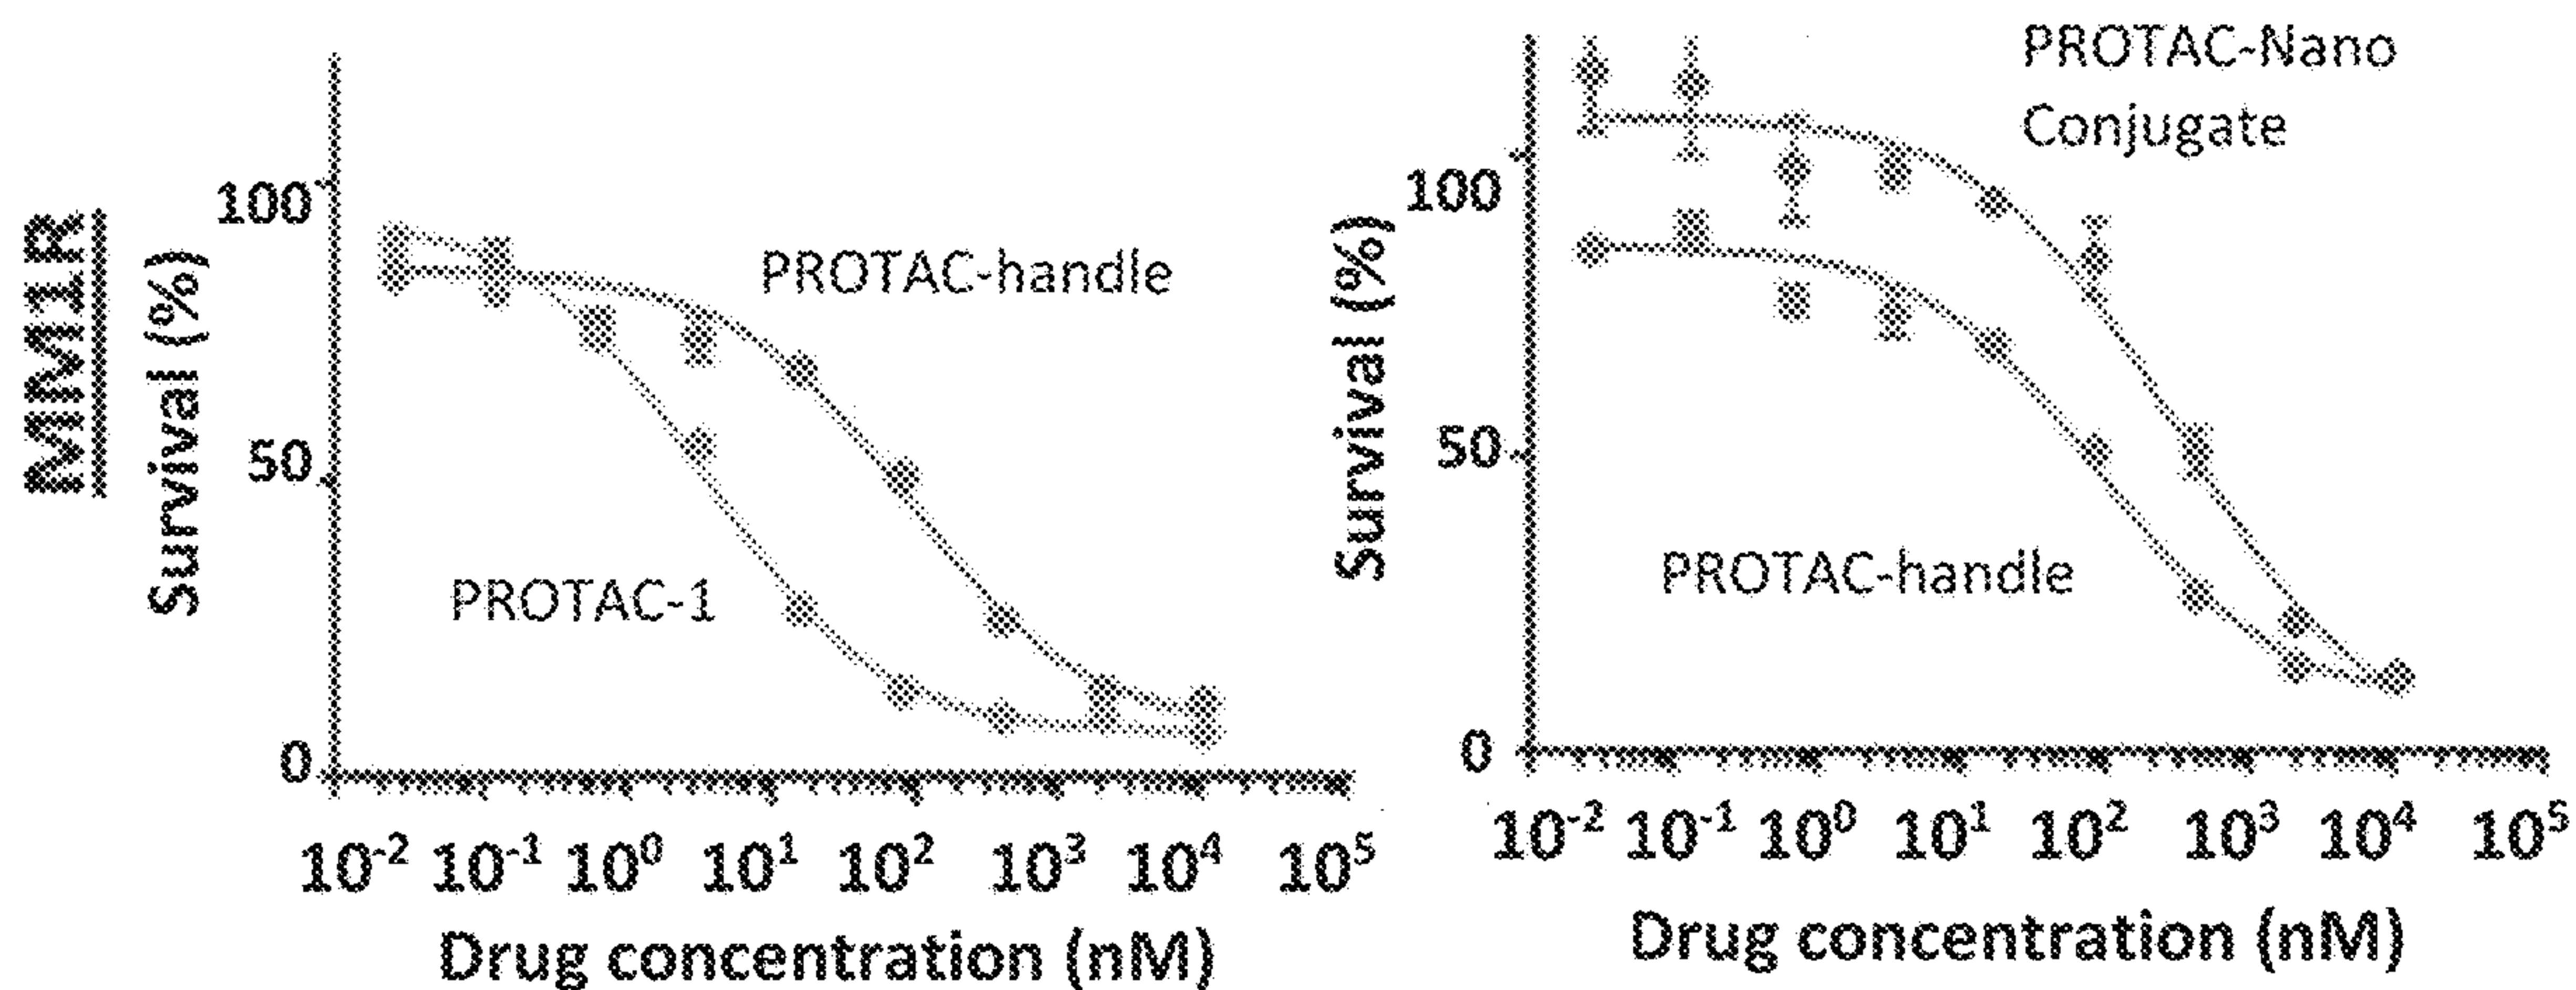 MM1R
Survival (%)
100
50
0
PROTAC-handle
PROTAC-1
10⁻² 10⁻¹ 10⁰ 10¹ 10² 10³ 10⁴ 10⁵
Drug concentration (nM)
Survival (%)
100
50
0
PROTAC-Nano
Conjugate
PROTAC-handle
10⁻² 10⁻¹ 10⁰ 10¹ 10² 10³ 10⁴ 10⁵
Drug concentration (nM)